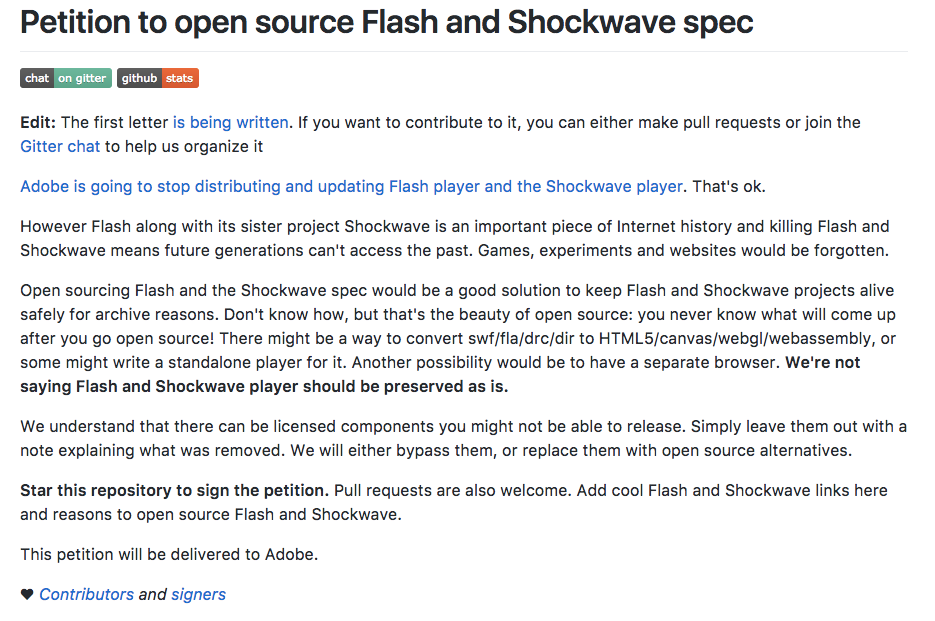 Petition to open source Flash and Shockwave spec
chat on gitter github stats
Edit: The first letter is being written. If you want to contribute to it, you can either make pull requests or join the
Gitter chat to help us organize it
Adobe is going to stop distributing and updating Flash player and the Shockwave player. That's ok.
However Flash along with its sister project Shockwave is an important piece of Internet history and killing Flash and
Shockwave means future generations can't access the past. Games, experiments and websites would be forgotten.
Open sourcing Flash and the Shockwave spec would be a good solution to keep Flash and Shockwave projects alive
safely for archive reasons. Don't know how, but that's the beauty of open source: you never know what will come up
after you go open source! There might be a way to convert swf/fla/drc/dir to HTML5/canvas/webgl/webassembly, or
some might write a standalone player for it. Another possibility would be to have a separate browser. We're not
saying Flash and Shockwave player should be preserved as is.
We understand that there can be licensed components you might not be able to release. Simply leave them out with a
note explaining what was removed. We will either bypass them, or replace them with open source alternatives.
Star this repository to sign the petition. Pull requests are also welcome. Add cool Flash and Shockwave links here
and reasons to open source Flash and Shockwave.
This petition will be delivered to Adobe.
♥ Contributors and signers